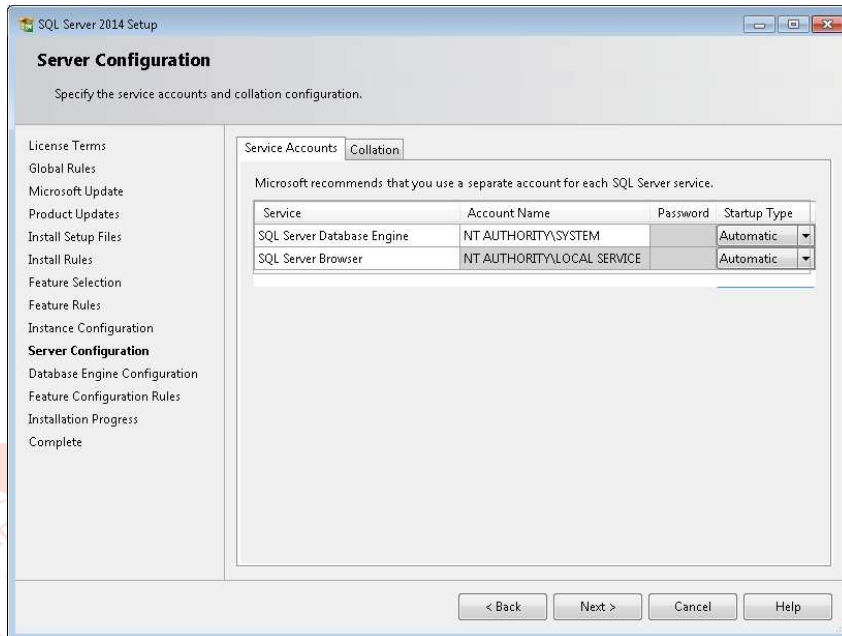 SQL Server 2014 Setup
Server Configuration
Specify the service accounts and collation configuration.
License Terms
Global Rules
Microsoft Update
Product Updates
Install Setup Files
Install Rules
Feature Selection
Feature Rules
Instance Configuration
Server Configuration
Database Engine Configuration
Feature Configuration Rules
Installation Progress
Complete
Service Accounts Collation
Microsoft recommends that you use a separate account for each SQL Server service.
Service Account Name Password Startup Type
SQL Server Database Engine NT AUTHORITY\SYSTEM Automatic
SQL Server Browser NT AUTHORITY\LOCAL SERVICE Automatic
< Back Next > Cancel Help